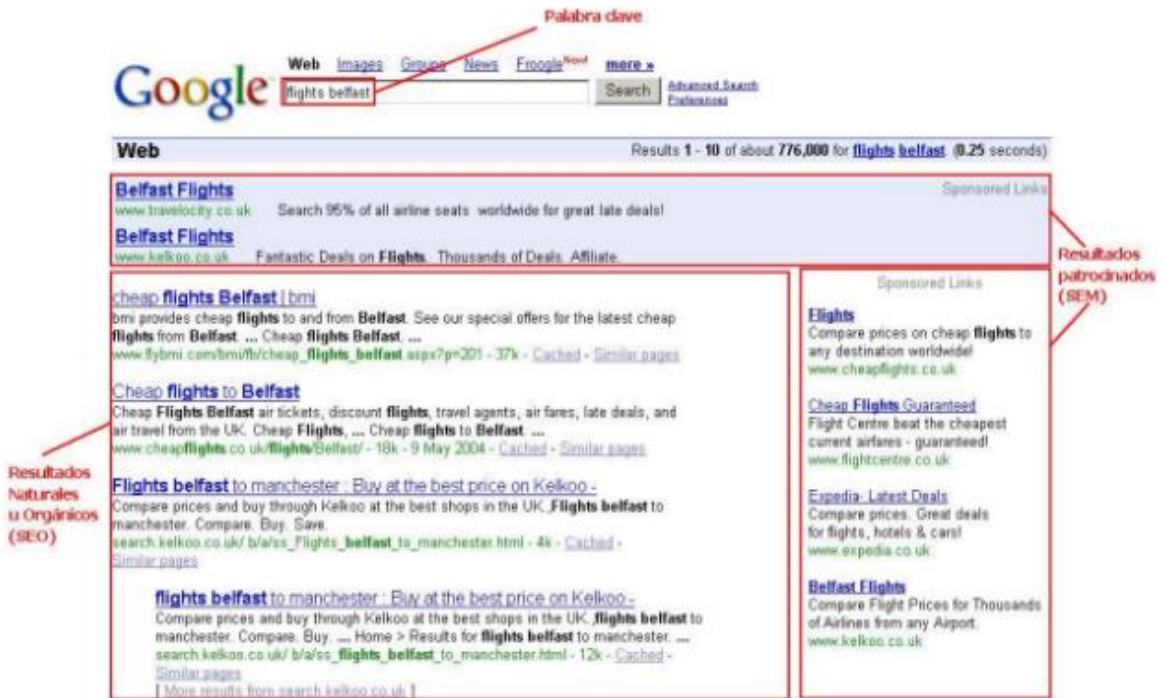 Palabra clave
Google
Web Images Groups News Froogle New! more »
flights belfast
Search
Advanced Search
Preferences
Web
Results 1 - 10 of about 776,000 for flights belfast. (0.25 seconds)
Belfast Flights
Sponsored Links
www.travelocity.co.uk Search 95% of all airline seats worldwide for great late deals!
Belfast Flights
www.kelkoo.co.uk Fantastic Deals on Flights. Thousands of Deals. Affiliate.
Resultados
patrocinados
(SEM)
cheap flights Belfast | bmi
bmi provides cheap flights to and from Belfast. See our special offers for the latest cheap
flights from Belfast. ... Cheap flights Belfast. ...
www.flybmi.com/bmi/fb/cheap_flights_belfast.aspx?p=201 - 37k - Cached - Similar pages
Cheap flights to Belfast
Cheap Flights Belfast air tickets, discount flights, travel agents, air fares, late deals, and
air travel from the UK. Cheap Flights, ... Cheap flights to Belfast. ...
www.cheapflights.co.uk/flights/Belfast/ - 18k - 9 May 2004 - Cached - Similar pages
Resultados
Naturales
u Orgánicos
(SEO)
Flights belfast to manchester : Buy at the best price on Kelkoo -
Compare prices and buy through Kelkoo at the best shops in the UK.,Flights belfast to
manchester. Compare. Buy. Save.
search.kelkoo.co.uk/ b/a/ss_Flights_belfast_to_manchester.html - 4k - Cached -
Similar pages
flights belfast to manchester : Buy at the best price on Kelkoo -
Compare prices and buy through Kelkoo at the best shops in the UK.,flights belfast to
manchester. Compare. Buy. ... Home > Results for flights belfast to manchester. ...
search.kelkoo.co.uk/ b/a/ss_flights_belfast_to_manchester.html - 12k - Cached -
Similar pages
[ More results from search.kelkoo.co.uk ]
Sponsored Links
Flights
Compare prices on cheap flights to
any destination worldwide!
www.cheapflights.co.uk
Cheap Flights Guaranteed
Flight Centre beat the cheapest
current airfares - guaranteed!
www.flightcentre.co.uk
Expedia- Latest Deals
Compare prices. Great deals
for flights, hotels & cars!
www.expedia.co.uk
Belfast Flights
Compare Flight Prices for Thousands
of Airlines from any Airport.
www.kelkoo.co.uk